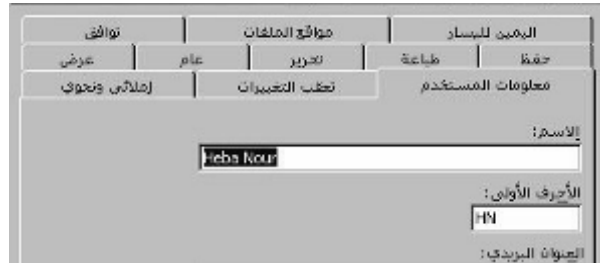 اليمين لليسار مواقع الملفات توافق
حفظ طباعة تحرير عام عرض
معلومات المستخدم تعقب التغييرات إملائي ونحوي
الاسم:
Heba Nour
الأحرف الأولى:
HN
العنوان البريدي: